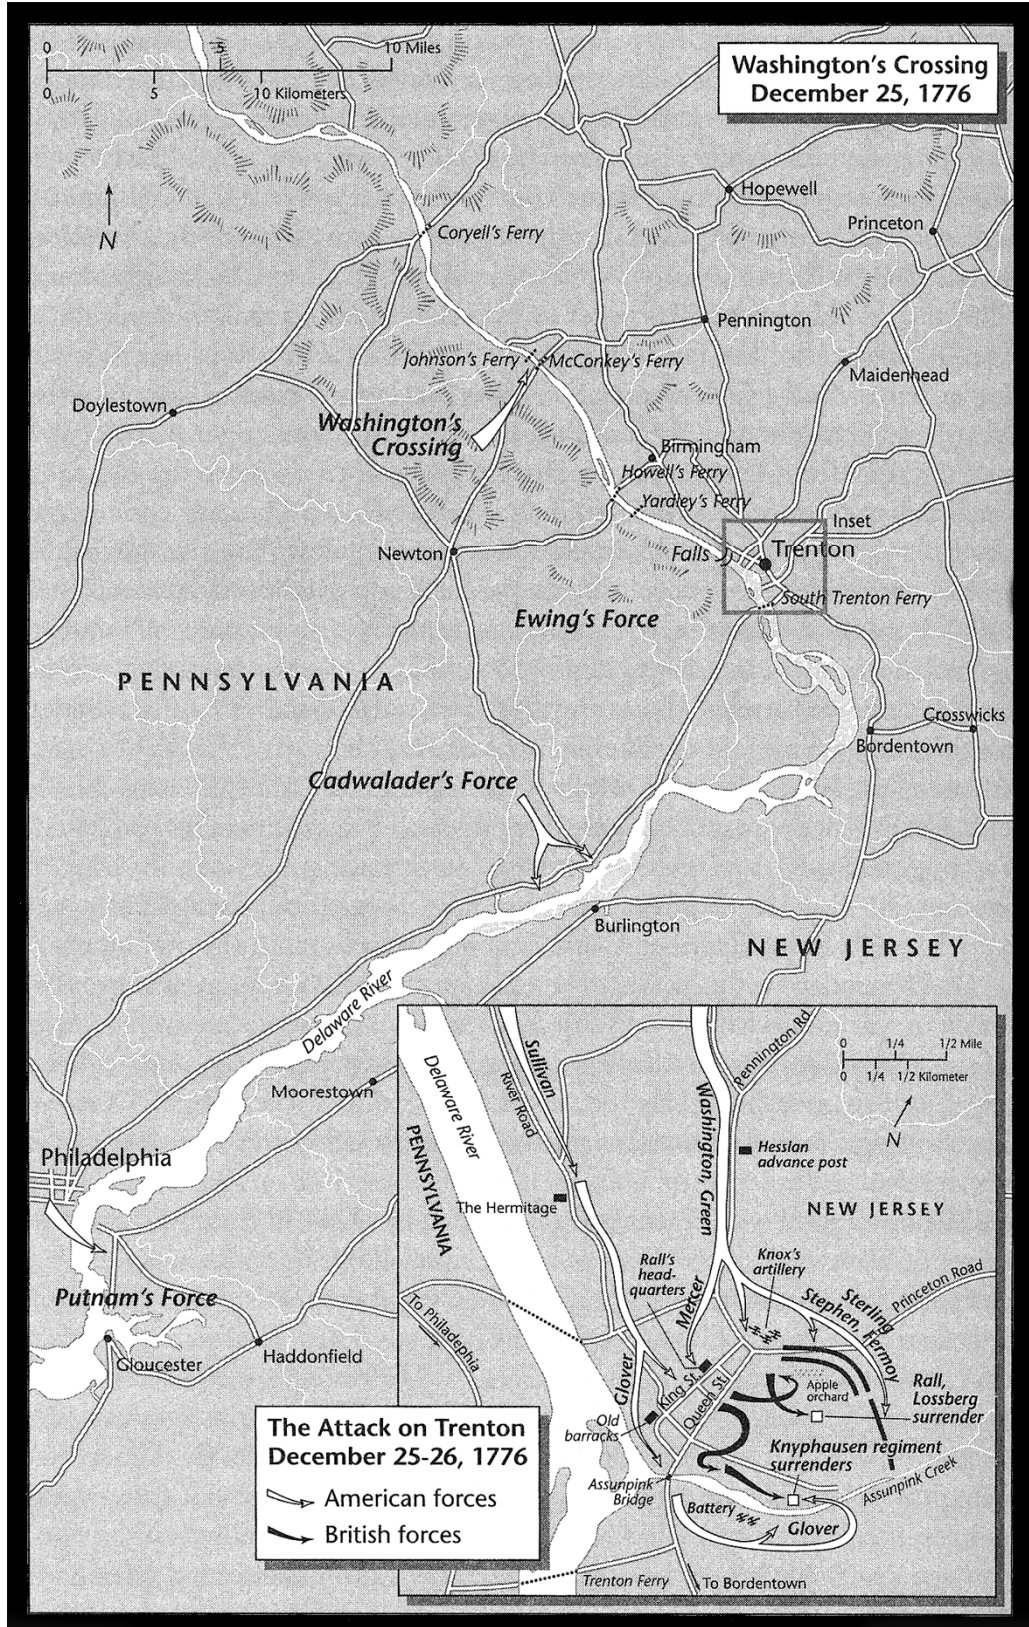 0 5 10 Miles
0 5 10 Kilometers
Washington's Crossing
December 25, 1776
N
Hopewell
Princeton
Coryell's Ferry
Pennington
Johnson's Ferry
McConkey's Ferry
Maidenhead
Doylestown
Washington's
Crossing
Birmingham
Howell's Ferry
Yardley's Ferry
Inset
Newton
Falls
Trenton
South Trenton Ferry
Ewing's Force
PENNSYLVANIA
Crosswicks
Bordentown
Cadwalader's Force
Burlington
NEW JERSEY
Delaware River
Moorestown
Philadelphia
Putnam's Force
Gloucester
Haddonfield
Sullivan
River Road
Delaware River
PENNSYLVANIA
Washington, Green
Pennington Rd.
0 1/4 1/2 Mile
0 1/4 1/2 Kilometer
N
Hessian
advance post
The Hermitage
NEW JERSEY
Rall's
head-
quarters
Knox's
artillery
Mercer
Sterling
Stephen, Fermoy
Princeton Road
To Philadephia
Glover
King St.
Queen St.
Apple
orchard
Rall,
Lossberg
surrender
Old
barracks
Knyphausen regiment
surrenders
Assunpink
Bridge
Battery
Glover
Assunpink Creek
Trenton Ferry
To Bordentown
The Attack on Trenton
December 25-26, 1776
American forces
British forces